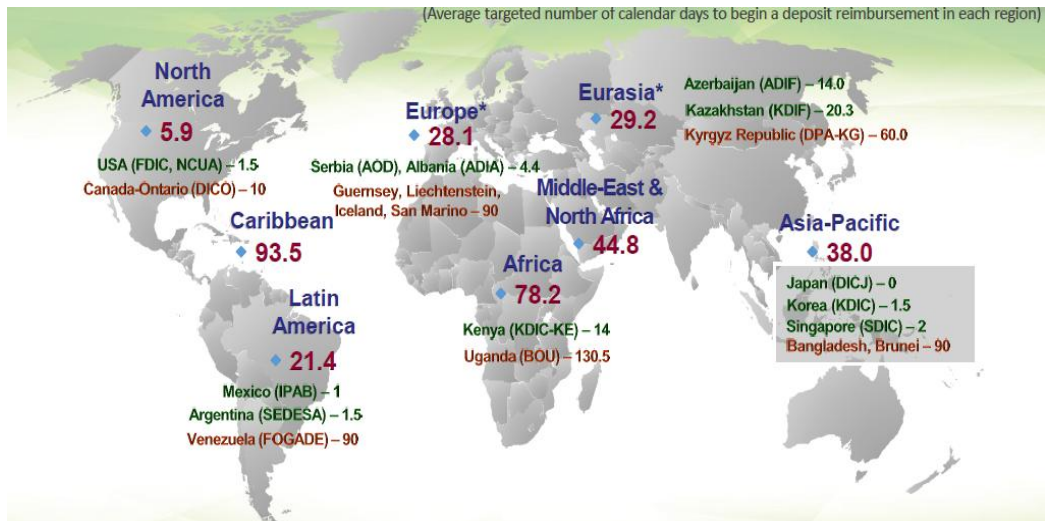 (Average targeted number of calendar days to begin a deposit reimbursement in each region)
North
America
5.9
USA (FDIC, NCUA) – 1.5
Canada-Ontario (DICO) – 10
Europe*
28.1
Serbia (AOD), Albania (ADiA) – 4.4
Guernsey, Liechtenstein,
Iceland, San Marino – 90
Eurasia*
29.2
Azerbaijan (ADIF) – 14.0
Kazakhstan (KDIF) – 20.3
Kyrgyz Republic (DPA-KG) – 60.0
Middle-East &
North Africa
44.8
Caribbean
93.5
Africa
78.2
Kenya (KDIC-KE) – 14
Uganda (BOU) – 130.5
Asia-Pacific
38.0
Japan (DICJ) – 0
Korea (KDIC) – 1.5
Singapore (SDIC) – 2
Bangladesh, Brunei – 90
Latin
America
21.4
Mexico (IPAB) – 1
Argentina (SEDESA) – 1.5
Venezuela (FOGADE) – 90